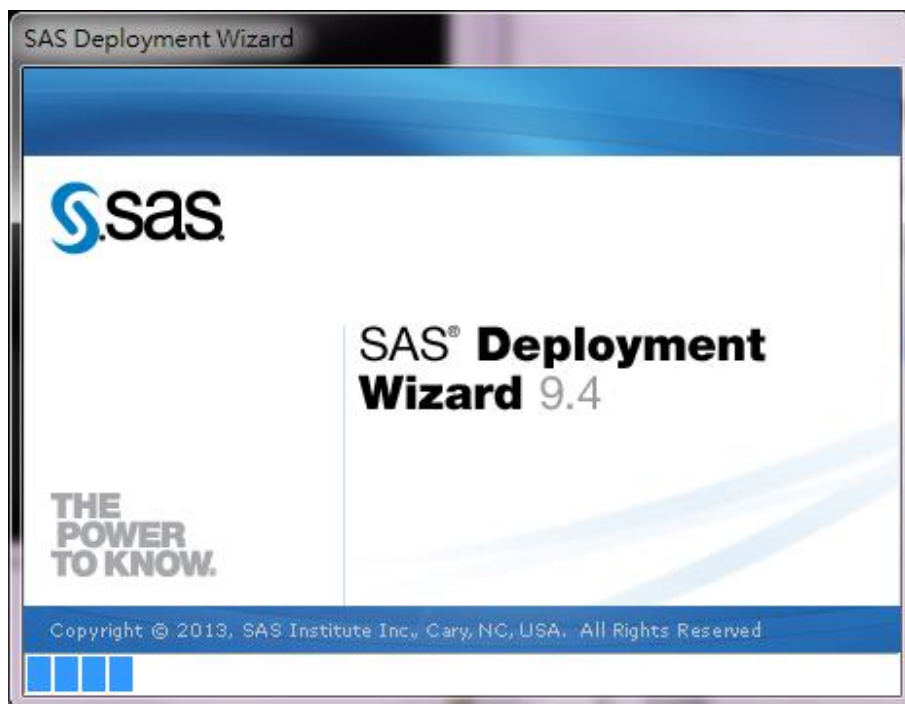 SAS Deployment Wizard
sas
SAS® Deployment
Wizard 9.4
THE
POWER
TO KNOW.
Copyright © 2013, SAS Institute Inc., Cary, NC, USA. All Rights Reserved